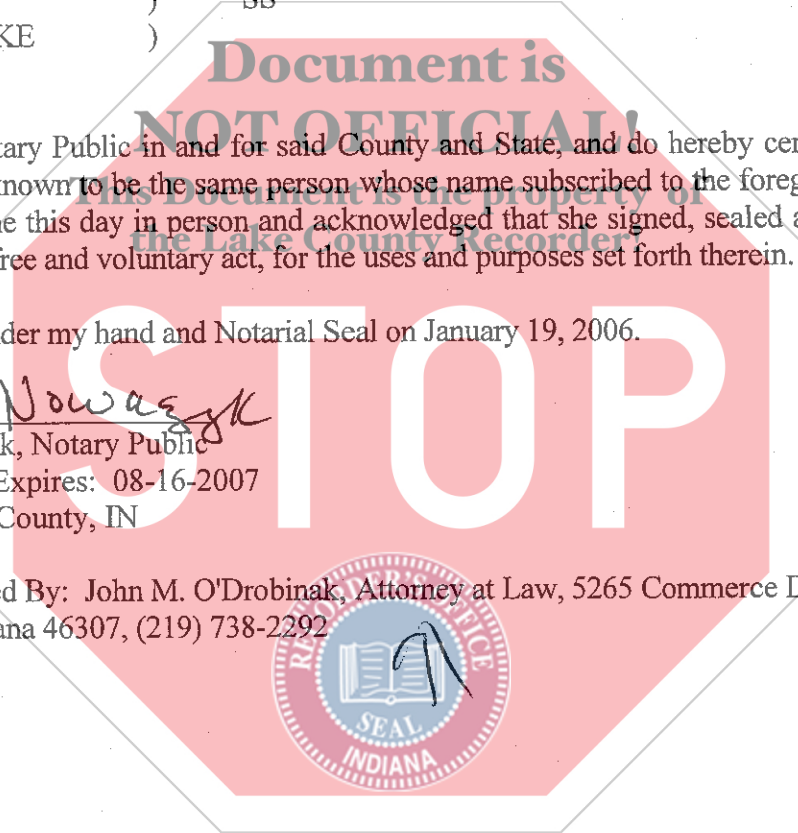 ) SS
KE )
Document is
NOT OFFICIAL!
This Document is the property of
the Lake County Recorder!
tary Public in and for said County and State, and do hereby cer
nown to be the same person whose name subscribed to the foreg
e this day in person and acknowledged that she signed, sealed a
ree and voluntary act, for the uses and purposes set forth therein.
der my hand and Notarial Seal on January 19, 2006.
STOP
Nowaczyk
k, Notary Public
Expires: 08-16-2007
County, IN
d By: John M. O'Drobinak, Attorney at Law, 5265 Commerce D
ana 46307, (219) 738-2292
RECORDER'S OFFICE
SEAL
INDIANA